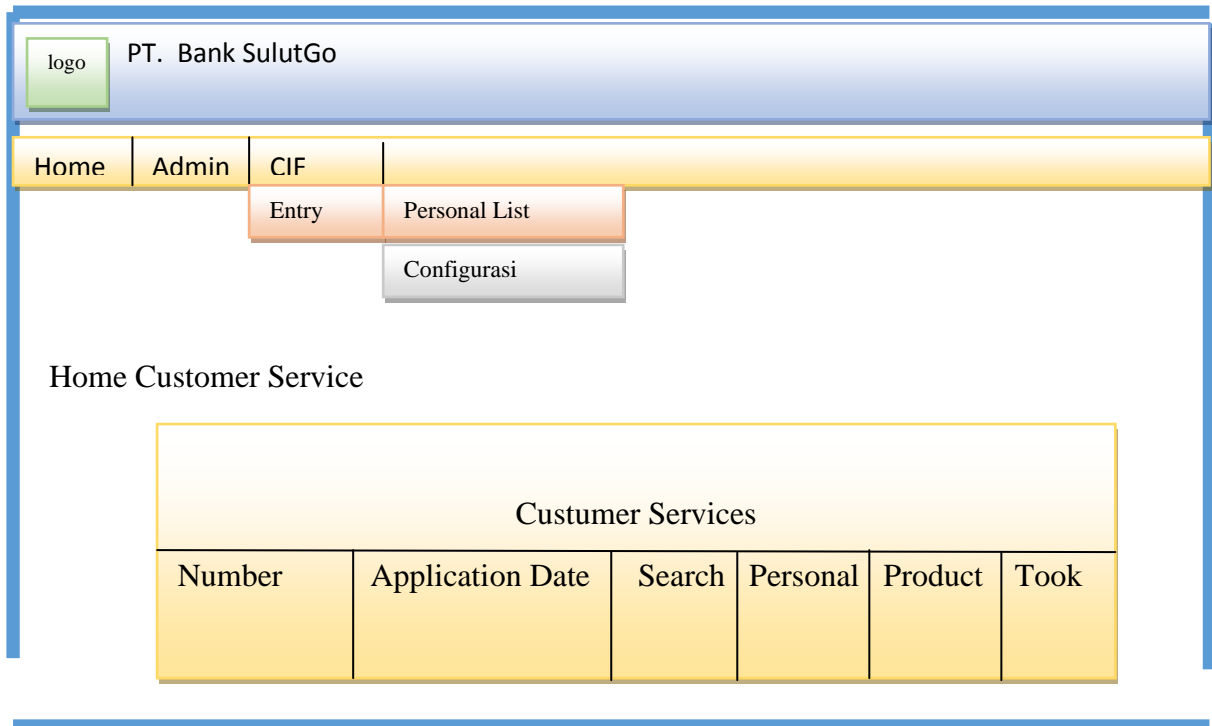 logo
PT. Bank SulutGo
Home Admin CIF
Entry Personal List
Configurasi
Home Customer Service
Custumer Services
Number Application Date Search Personal Product Took